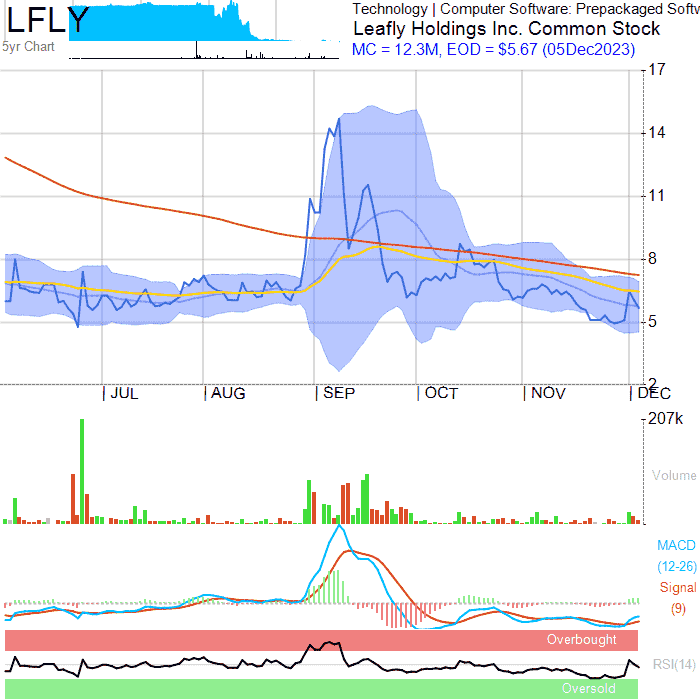 LFLY
5yr Chart
Technology | Computer Software: Prepackaged Softw
Leafly Holdings Inc. Common Stock
MC = 12.3M, EOD = $5.67 (05Dec2023)
17
14
11
8
5
2
JUL
AUG
SEP
OCT
NOV
DEC
207k
Volume
MACD
(12-26)
Signal
(9)
Overbought
RSI(14)
Oversold